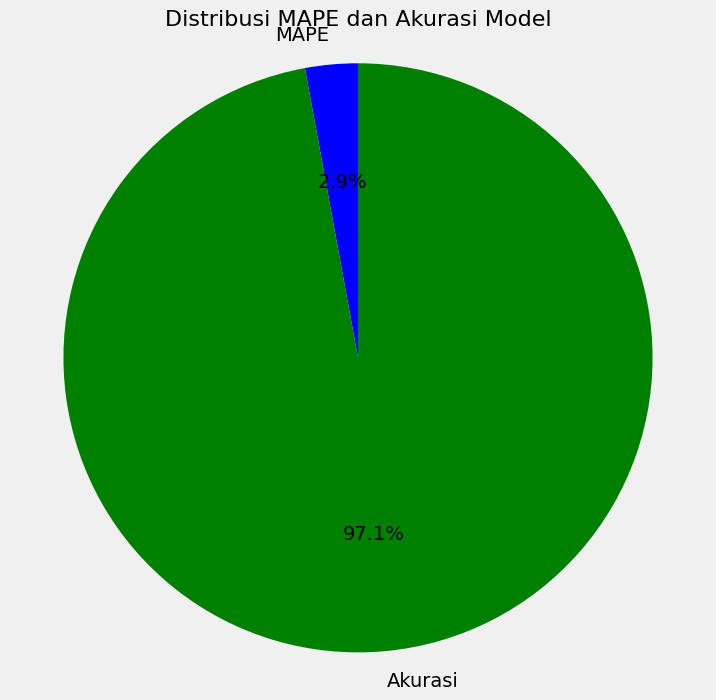 Distribusi MAPE dan Akurasi Model
MAPE
2.9%
97.1%
Akurasi